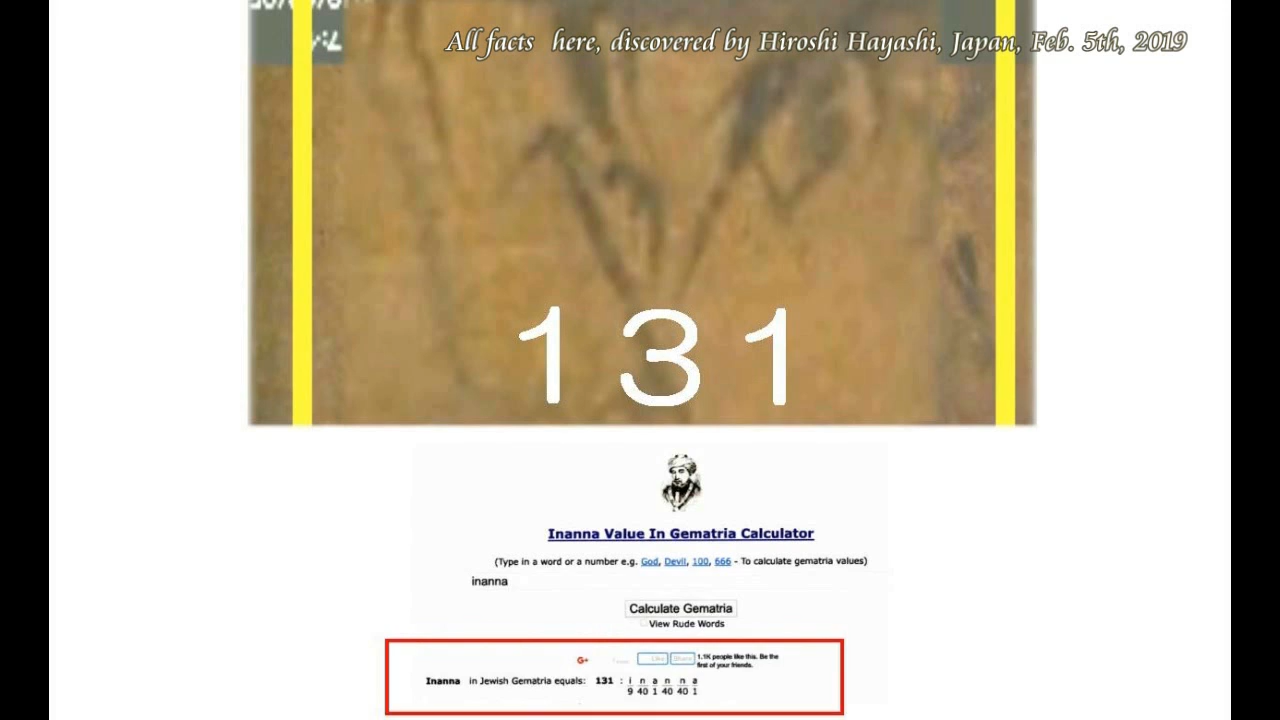 All facts here, discovered by Hiroshi Hayashi, Japan, Feb. 5th, 2019
131
Inanna Value In Gematria Calculator
(Type in a word or a number e.g. God, Devil, 100, 666 - To calculate gematria values)
inanna
Calculate Gematria
View Rude Words
G+ Like Share 1.1K people like this. Be the
first of your friends.
Inanna in Jewish Gematria equals: 131 : i n a n n a
9 40 1 40 40 1